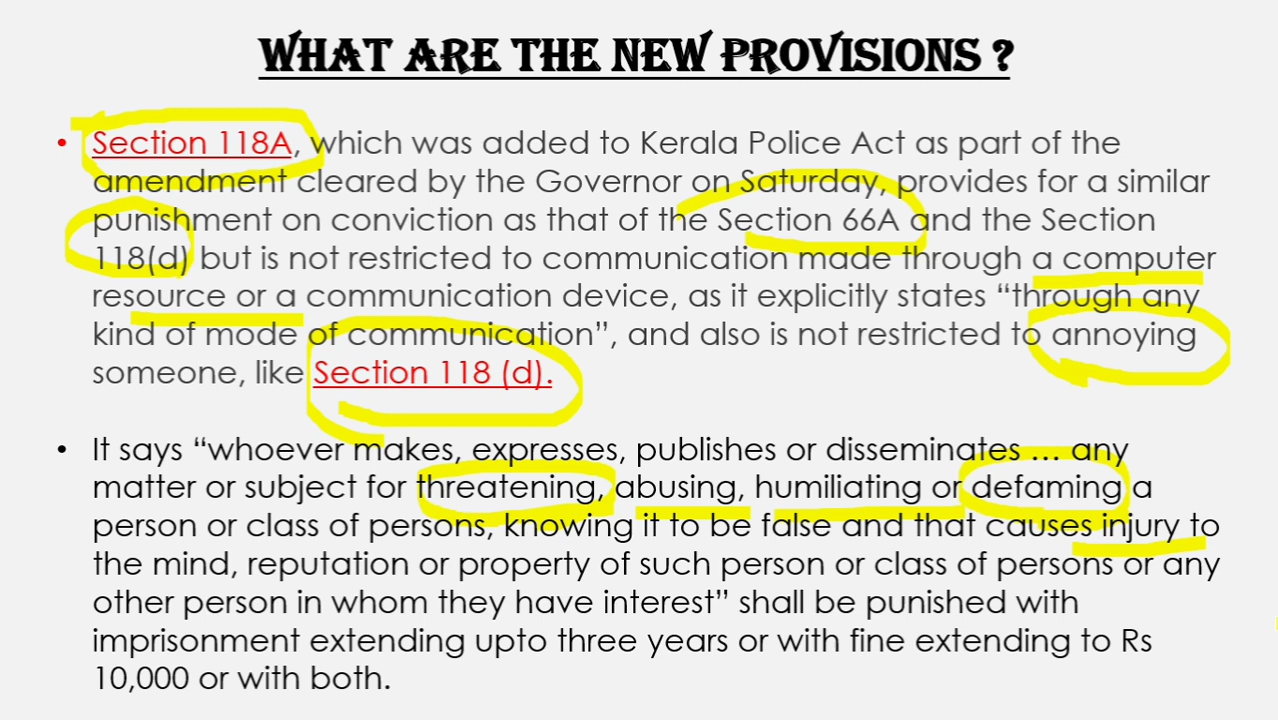 WHAT ARE THE NEW PROVISIONS ?
• Section 118A, which was added to Kerala Police Act as part of the
amendment cleared by the Governor on Saturday, provides for a similar
punishment on conviction as that of the Section 66A and the Section
118(d) but is not restricted to communication made through a computer
resource or a communication device, as it explicitly states “through any
kind of mode of communication”, and also is not restricted to annoying
someone, like Section 118 (d).
• It says “whoever makes, expresses, publishes or disseminates … any
matter or subject for threatening, abusing, humiliating or defaming a
person or class of persons, knowing it to be false and that causes injury to
the mind, reputation or property of such person or class of persons or any
other person in whom they have interest” shall be punished with
imprisonment extending upto three years or with fine extending to Rs
10,000 or with both.